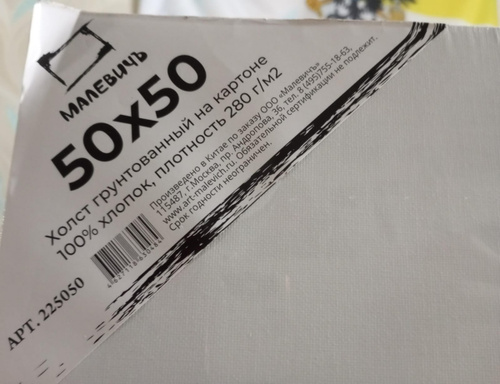 МАЛЕВИЧЪ
50x50
Холст грунтованный на картоне
100% хлопок, плотность 280 г/м2
Произведено в Китае по заказу ООО «Малевичъ»
115487, г.Москва, пр. Андропова, 36, тел. 8 (495)755-18-63,
www.art-malevich.ru. Обязательной сертификации не подлежит.
Срок годности неограничен.
АРТ. 225050